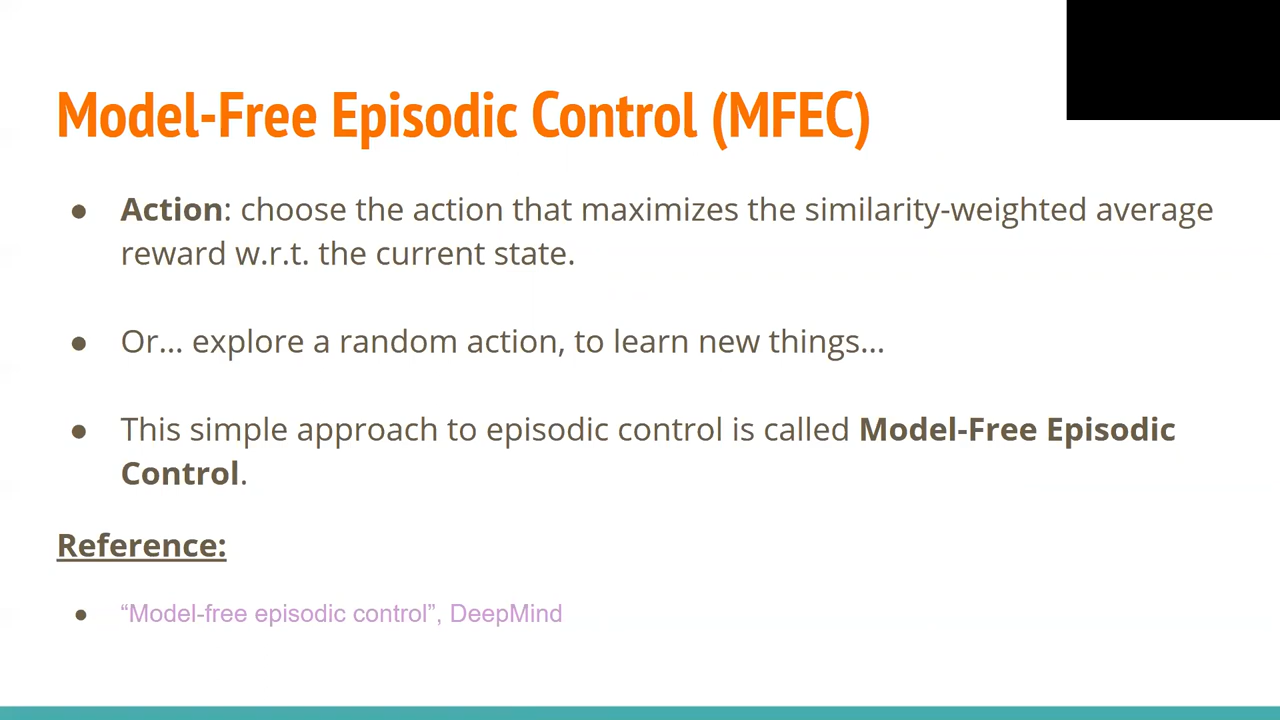 Model-Free Episodic Control (MFEC)
● Action: choose the action that maximizes the similarity-weighted average
reward w.r.t. the current state.
● Or... explore a random action, to learn new things...
● This simple approach to episodic control is called Model-Free Episodic
Control.
Reference:
● “Model-free episodic control”, DeepMind